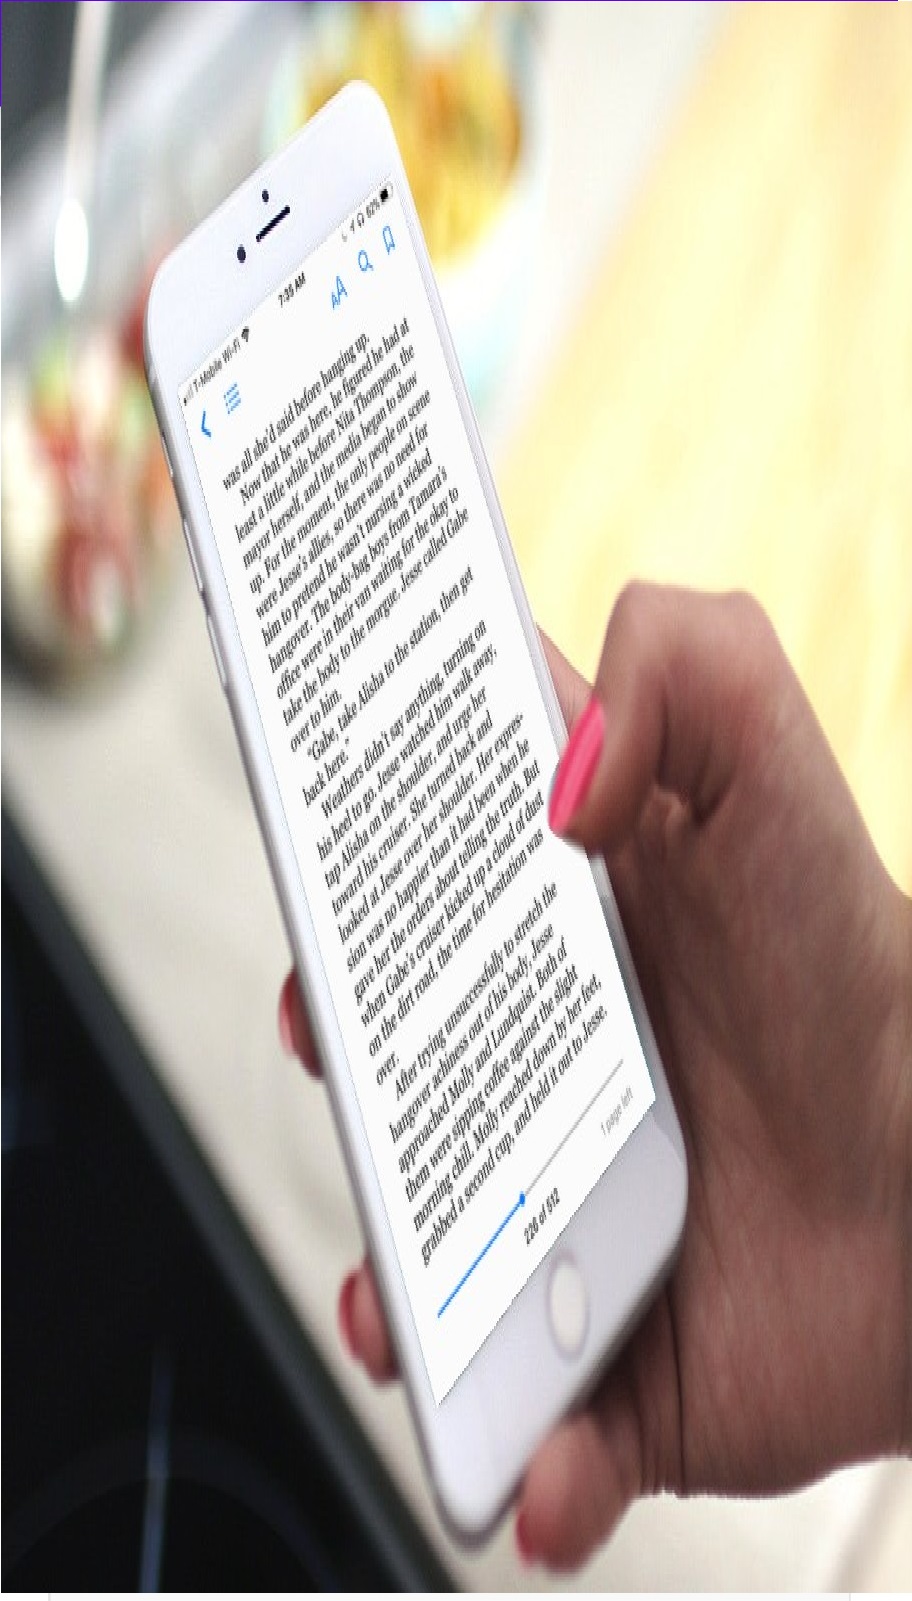 T-Mobile Wi-Fi 7:35 AM 62%
AA
was all she'd said before hanging up.
Now that he was here, he figured he had at
least a little while before Nita Thompson, the
mayor herself, and the media began to show
up. For the moment, the only people on scene
were Jesse's allies, so there was no need for
him to pretend he wasn't nursing a wicked
hangover. The body-bag boys from Tamara's
office were in their van waiting for the okay to
take the body to the morgue. Jesse called Gabe
over to him.
"Gabe, take Alisha to the station, then get
back here."
Weathers didn't say anything, turning on
his heel to go. Jesse watched him walk away,
tap Alisha on the shoulder, and urge her
toward his cruiser. She turned back and
looked at Jesse over her shoulder. Her expres-
sion was no happier than it had been when he
gave her the orders about telling the truth. But
when Gabe's cruiser kicked up a cloud of dust
on the dirt road, the time for hesitation was
over.
After trying unsuccessfully to stretch the
hangover achiness out of his body, Jesse
approached Molly and Lundquist. Both of
them were sipping coffee against the slight
morning chill. Molly reached down by her feet,
grabbed a second cup, and held it out to Jesse.
226 of 512
1 page left